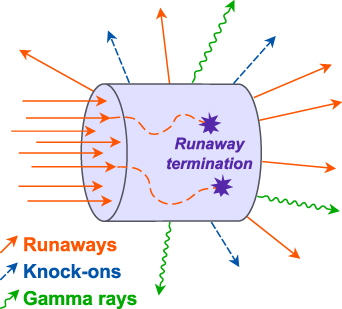 Runaway
termination
Runaways
Knock-ons
Gamma rays